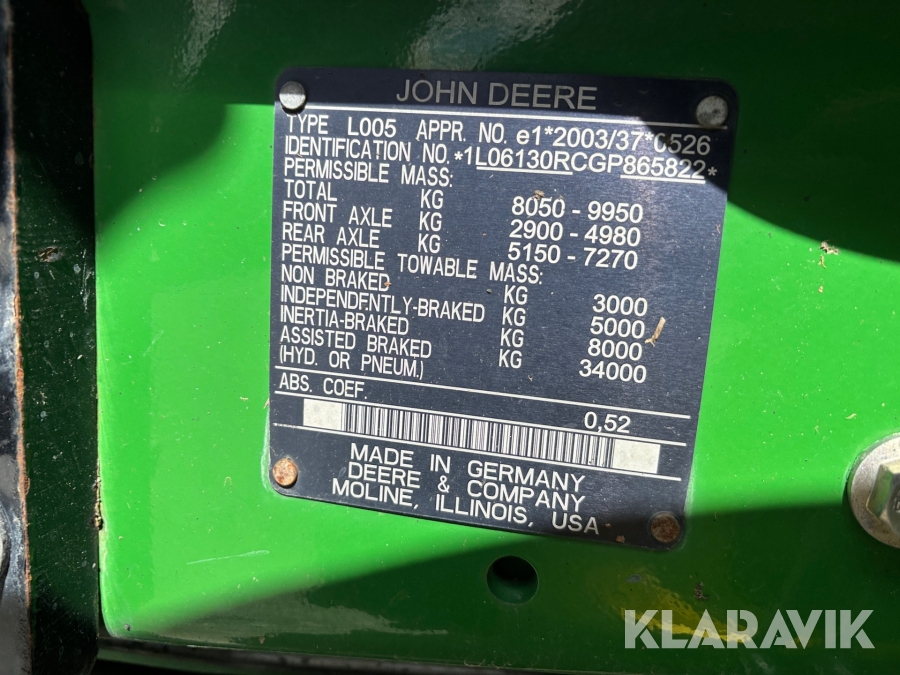 JOHN DEERE
TYPE L005 APPR. NO. e1*2003/37*0526
IDENTIFICATION NO. *1L06130RCGP865822*
PERMISSIBLE MASS:
TOTAL KG 8050 - 9950
FRONT AXLE KG 2900 - 4980
REAR AXLE KG 5150 - 7270
PERMISSIBLE TOWABLE MASS:
NON BRAKED KG 3000
INDEPENDENTLY-BRAKED KG 5000
INERTIA-BRAKED KG 8000
ASSISTED BRAKED KG 34000
(HYD. OR PNEUM.)
ABS. COEF. 0,52
MADE IN GERMANY
DEERE & COMPANY
MOLINE, ILLINOIS, USA
KLARAVIK